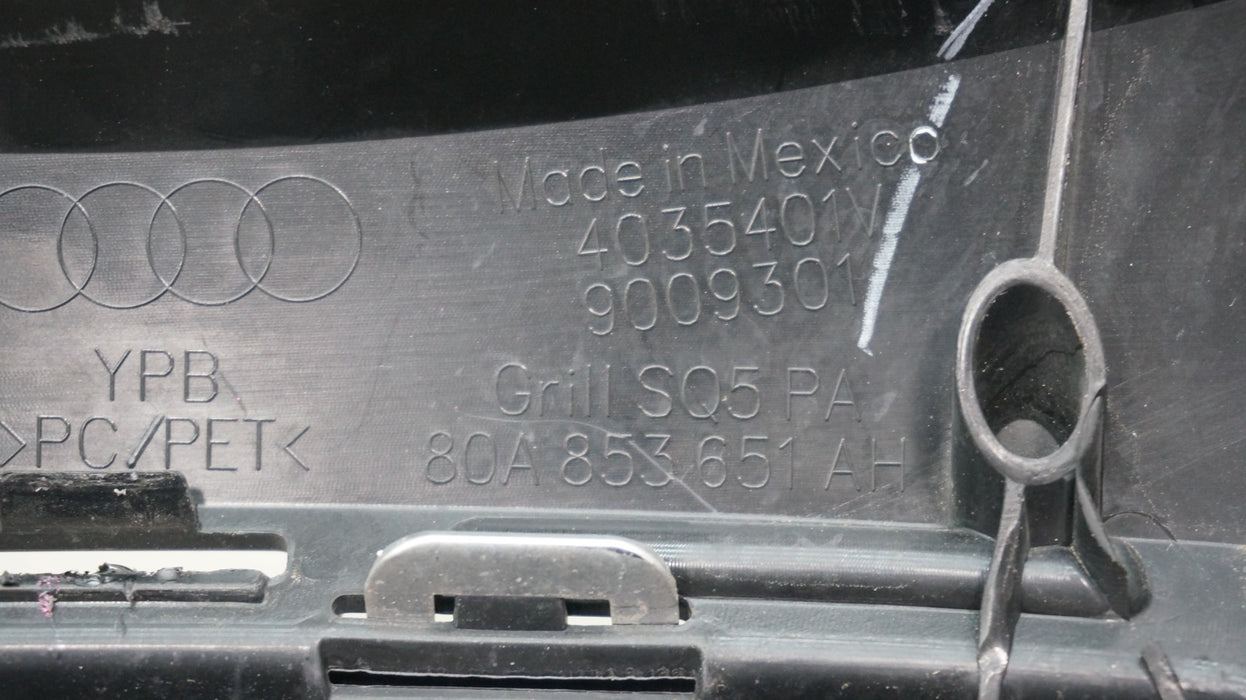 Made in Mexico
4035401V
9009301
YPB
>PC/PET<
Grill SQ5 PA
80A 853 651 AH